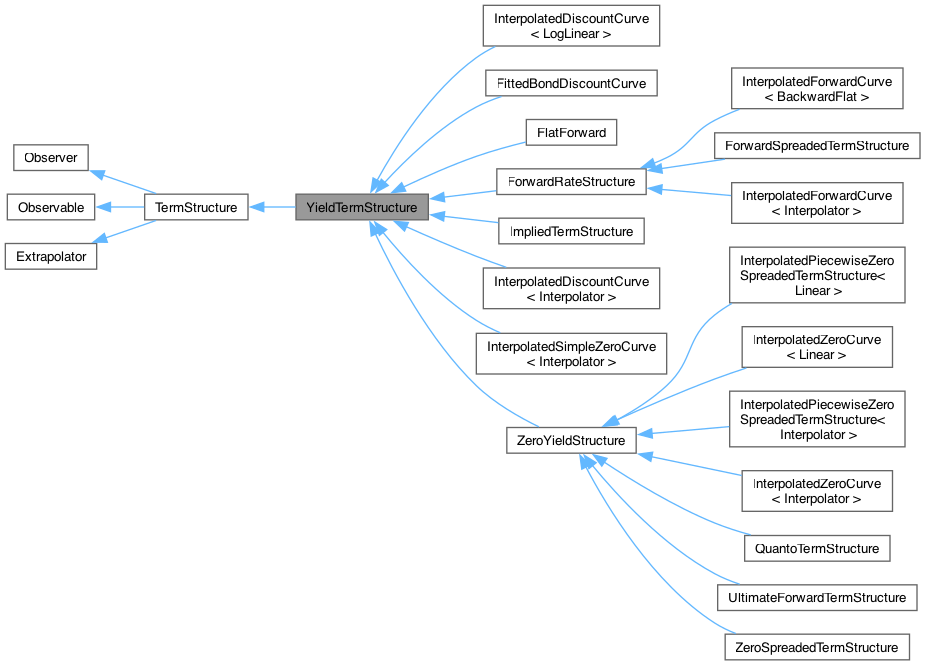 Observer
Observable
Extrapolator
TermStructure
YieldTermStructure
InterpolatedDiscountCurve
< LogLinear >
FittedBondDiscountCurve
FlatForward
ForwardRateStructure
ImpliedTermStructure
InterpolatedDiscountCurve
< Interpolator >
InterpolatedSimpleZeroCurve
< Interpolator >
ZeroYieldStructure
InterpolatedForwardCurve
< BackwardFlat >
ForwardSpreadedTermStructure
InterpolatedForwardCurve
< Interpolator >
InterpolatedPiecewiseZero
SpreadedTermStructure<
Linear >
InterpolatedZeroCurve
< Linear >
InterpolatedPiecewiseZero
SpreadedTermStructure<
Interpolator >
InterpolatedZeroCurve
< Interpolator >
QuantoTermStructure
UltimateForwardTermStructure
ZeroSpreadedTermStructure